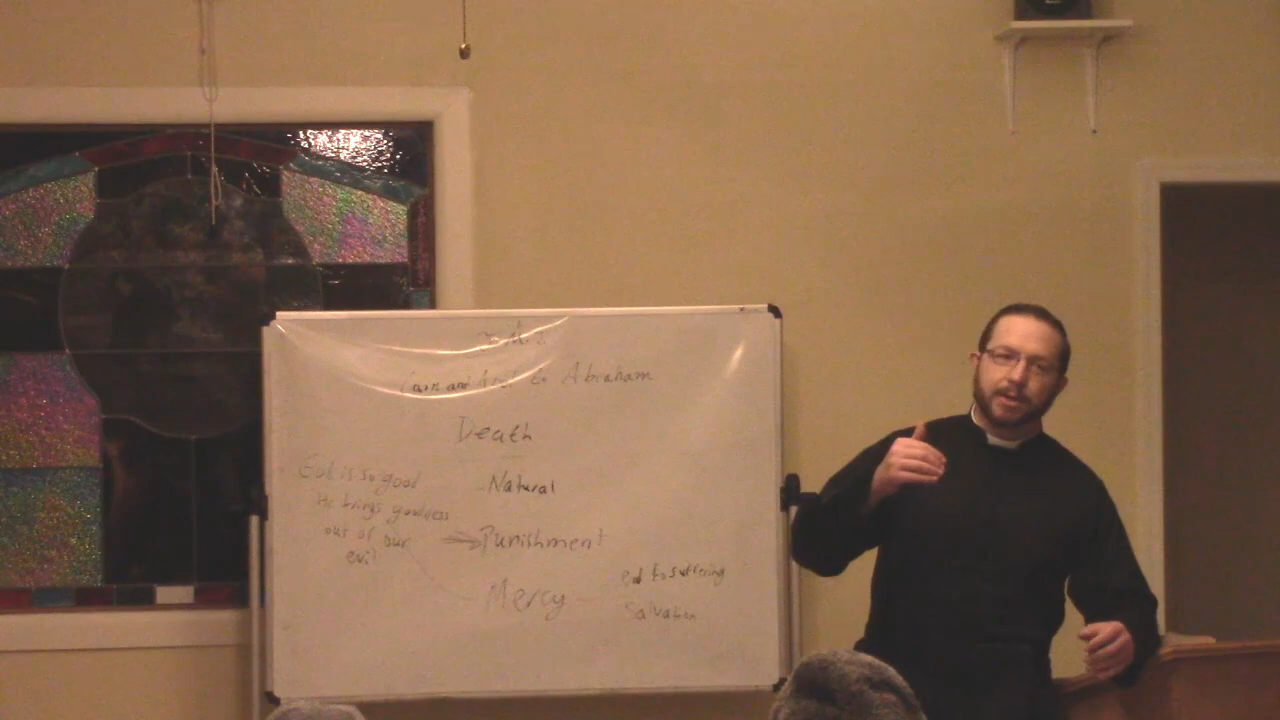 Cain and Abel to Abraham
Death
God is so good
He brings goodness
out of our
evil
Natural
Punishment
Mercy
end to suffering
Salvation